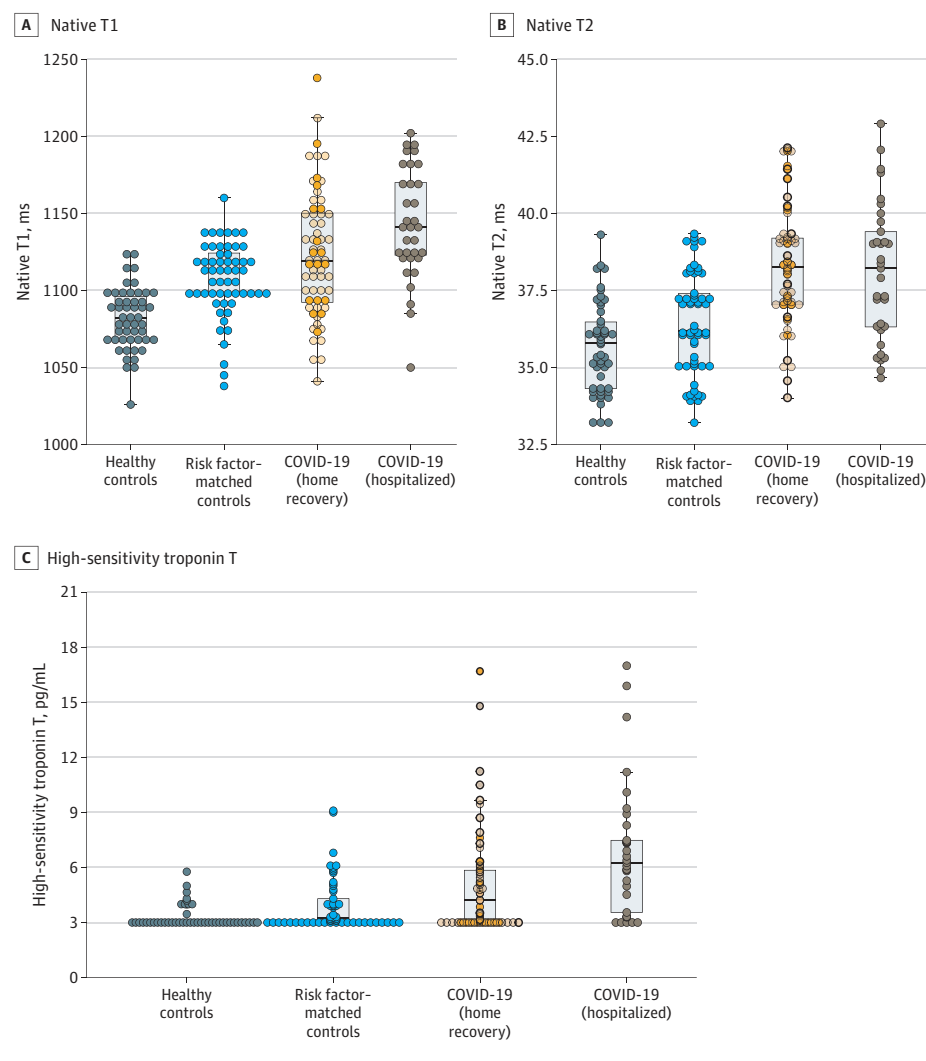 A Native T1
Native T1, ms
1250
1200
1150
1100
1050
1000
Healthy
controls
Risk factor-
matched
controls
COVID-19
(home
recovery)
COVID-19
(hospitalized)
B Native T2
Native T2, ms
45.0
42.5
40.0
37.5
35.0
32.5
Healthy
controls
Risk factor-
matched
controls
COVID-19
(home
recovery)
COVID-19
(hospitalized)
C High-sensitivity troponin T
High-sensitivity troponin T, pg/mL
21
18
15
12
9
6
3
0
Healthy
controls
Risk factor-
matched
controls
COVID-19
(home
recovery)
COVID-19
(hospitalized)